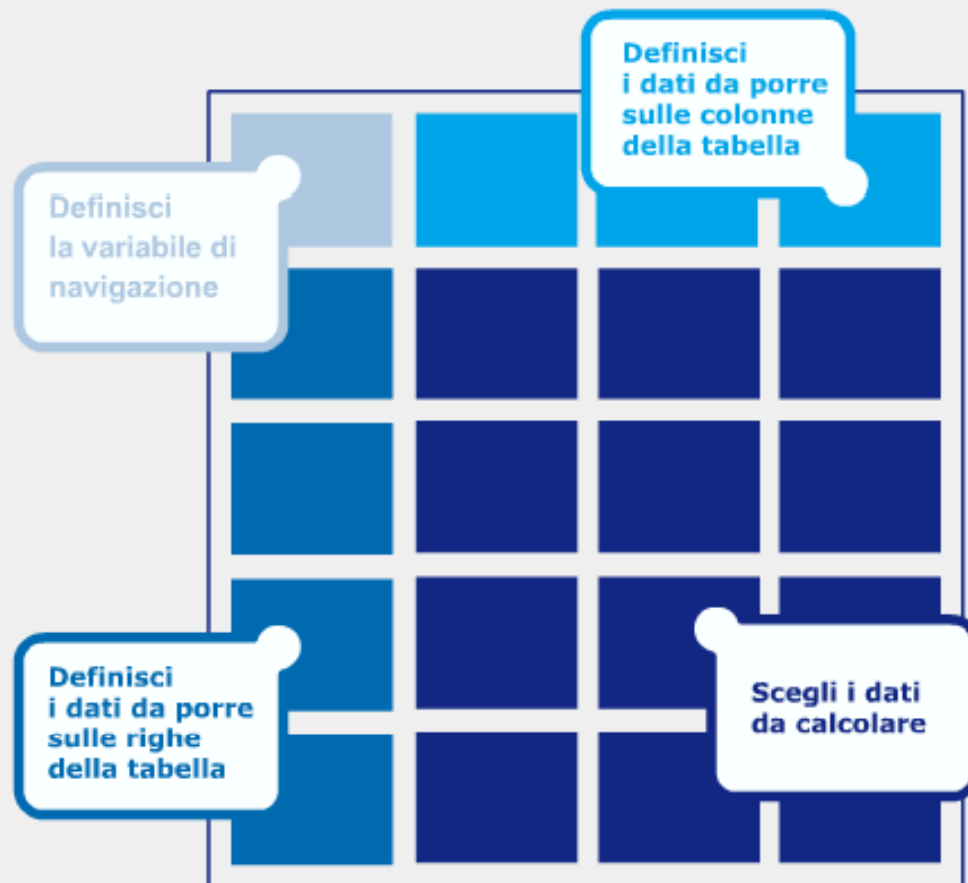 Definisci
i dati da porre
sulle colonne
della tabella
Definisci
la variabile di
navigazione
Definisci
i dati da porre
sulle righe
della tabella
Scegli i dati
da calcolare